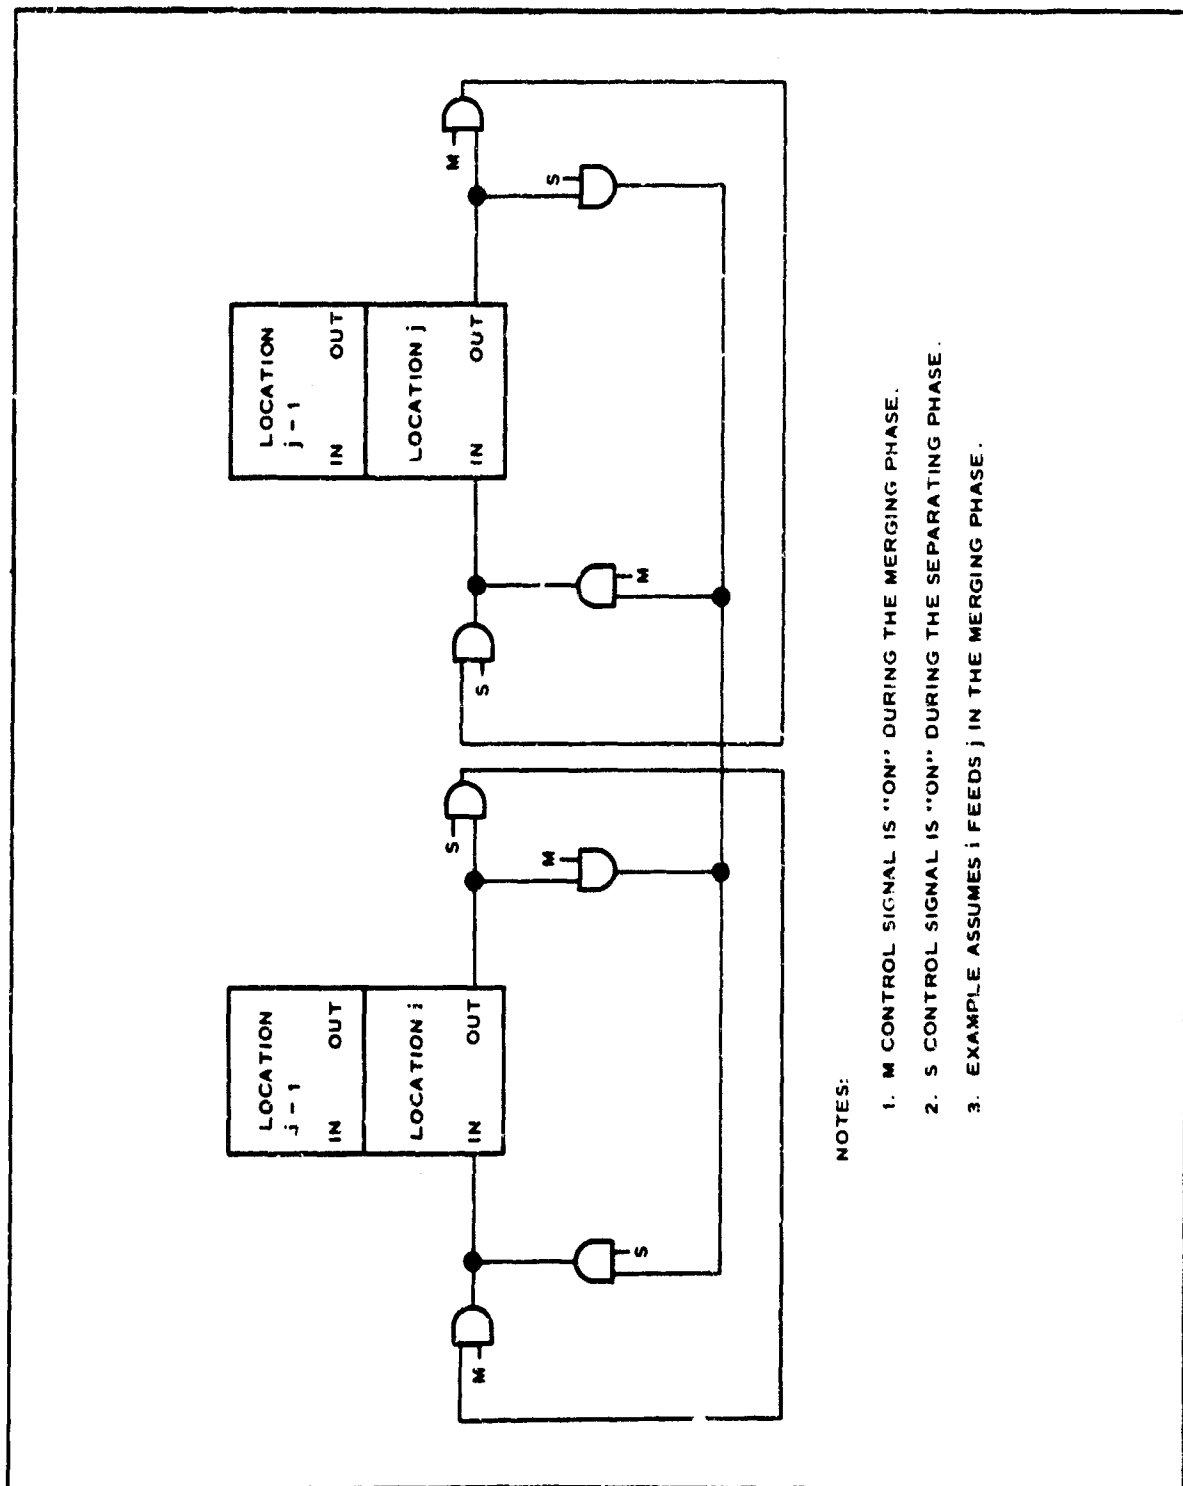 LOCATION
j - 1
IN OUT
LOCATION i
IN OUT
M
S
S
M
LOCATION
j - 1
IN OUT
LOCATION j
IN OUT
S
M
M
S
NOTES:
1. M CONTROL SIGNAL IS "ON" DURING THE MERGING PHASE.
2. S CONTROL SIGNAL IS "ON" DURING THE SEPARATING PHASE.
3. EXAMPLE ASSUMES i FEEDS j IN THE MERGING PHASE.